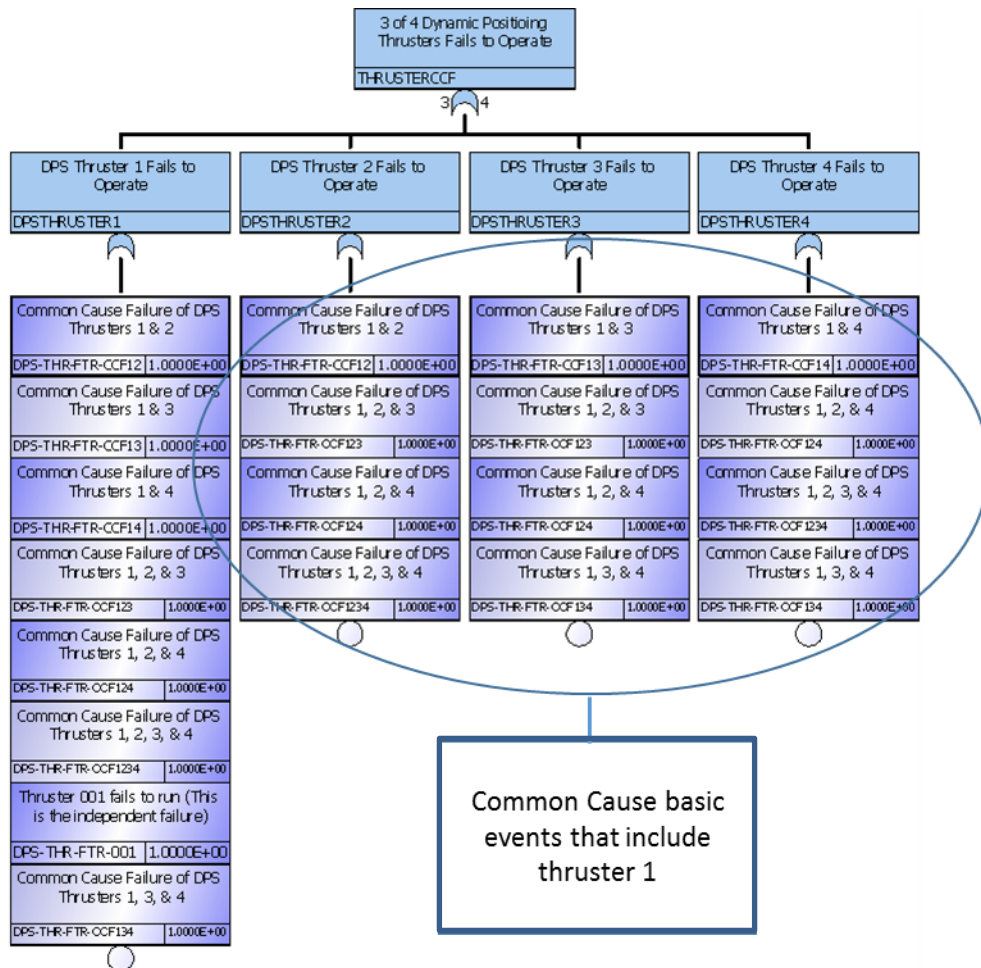 3 of 4 Dynamic Positioing
Thrusters Fails to Operate
THRUSTERCCF
3 4
DPS Thruster 1 Fails to
Operate
DPSTHRUSTER1
DPS Thruster 2 Fails to
Operate
DPSTHRUSTER2
DPS Thruster 3 Fails to
Operate
DPSTHRUSTER3
DPS Thruster 4 Fails to
Operate
DPSTHRUSTER4
Common Cause Failure of DPS
Thrusters 1 & 2
DPS-THR-FTR-CCF12 1.0000E+00
Common Cause Failure of DPS
Thrusters 1 & 3
DPS-THR-FTR-CCF13 1.0000E+00
Common Cause Failure of DPS
Thrusters 1 & 4
DPS-THR-FTR-CCF14 1.0000E+00
Common Cause Failure of DPS
Thrusters 1, 2, & 3
DPS-THR-FTR-CCF123 1.0000E+00
Common Cause Failure of DPS
Thrusters 1, 2, & 4
DPS-THR-FTR-CCF124 1.0000E+00
Common Cause Failure of DPS
Thrusters 1, 2, 3, & 4
DPS-THR-FTR-CCF1234 1.0000E+00
Thruster 001 fails to run (This
is the independent failure)
DPS-THR-FTR-001 1.0000E+00
Common Cause Failure of DPS
Thrusters 1, 3, & 4
DPS-THR-FTR-CCF134 1.0000E+00
Common Cause Failure of DPS
Thrusters 1 & 2
DPS-THR-FTR-CCF12 1.0000E+00
Common Cause Failure of DPS
Thrusters 1, 2, & 3
DPS-THR-FTR-CCF123 1.0000E+00
Common Cause Failure of DPS
Thrusters 1, 2, & 4
DPS-THR-FTR-CCF124 1.0000E+00
Common Cause Failure of DPS
Thrusters 1, 2, 3, & 4
DPS-THR-FTR-CCF1234 1.0000E+00
Common Cause Failure of DPS
Thrusters 1 & 3
DPS-THR-FTR-CCF13 1.0000E+00
Common Cause Failure of DPS
Thrusters 1, 2, & 3
DPS-THR-FTR-CCF123 1.0000E+00
Common Cause Failure of DPS
Thrusters 1, 2, & 4
DPS-THR-FTR-CCF124 1.0000E+00
Common Cause Failure of DPS
Thrusters 1, 3, & 4
DPS-THR-FTR-CCF134 1.0000E+00
Common Cause Failure of DPS
Thrusters 1 & 4
DPS-THR-FTR-CCF14 1.0000E+00
Common Cause Failure of DPS
Thrusters 1, 2, & 4
DPS-THR-FTR-CCF124 1.0000E+00
Common Cause Failure of DPS
Thrusters 1, 2, 3, & 4
DPS-THR-FTR-CCF1234 1.0000E+00
Common Cause Failure of DPS
Thrusters 1, 3, & 4
DPS-THR-FTR-CCF134 1.0000E+00
Common Cause basic
events that include
thruster 1